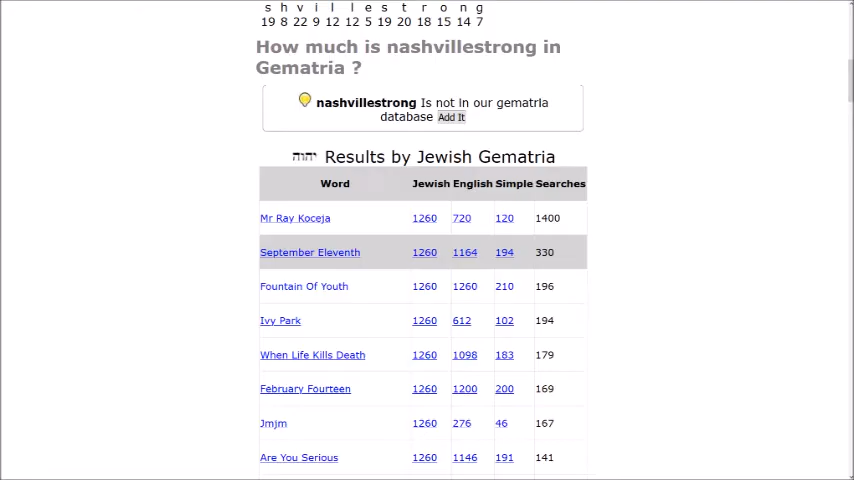 s h v i l l e s t r o n g
19 8 22 9 12 12 5 19 20 18 15 14 7
How much is nashvillestrong in
Gematria ?
nashvillestrong Is not in our gematria
database Add It
יהוה Results by Jewish Gematria
Word Jewish English Simple Searches
Mr Ray Koceja 1260 720 120 1400
September Eleventh 1260 1164 194 330
Fountain Of Youth 1260 1260 210 196
Ivy Park 1260 612 102 194
When Life Kills Death 1260 1098 183 179
February Fourteen 1260 1200 200 169
Jmjm 1260 276 46 167
Are You Serious 1260 1146 191 141